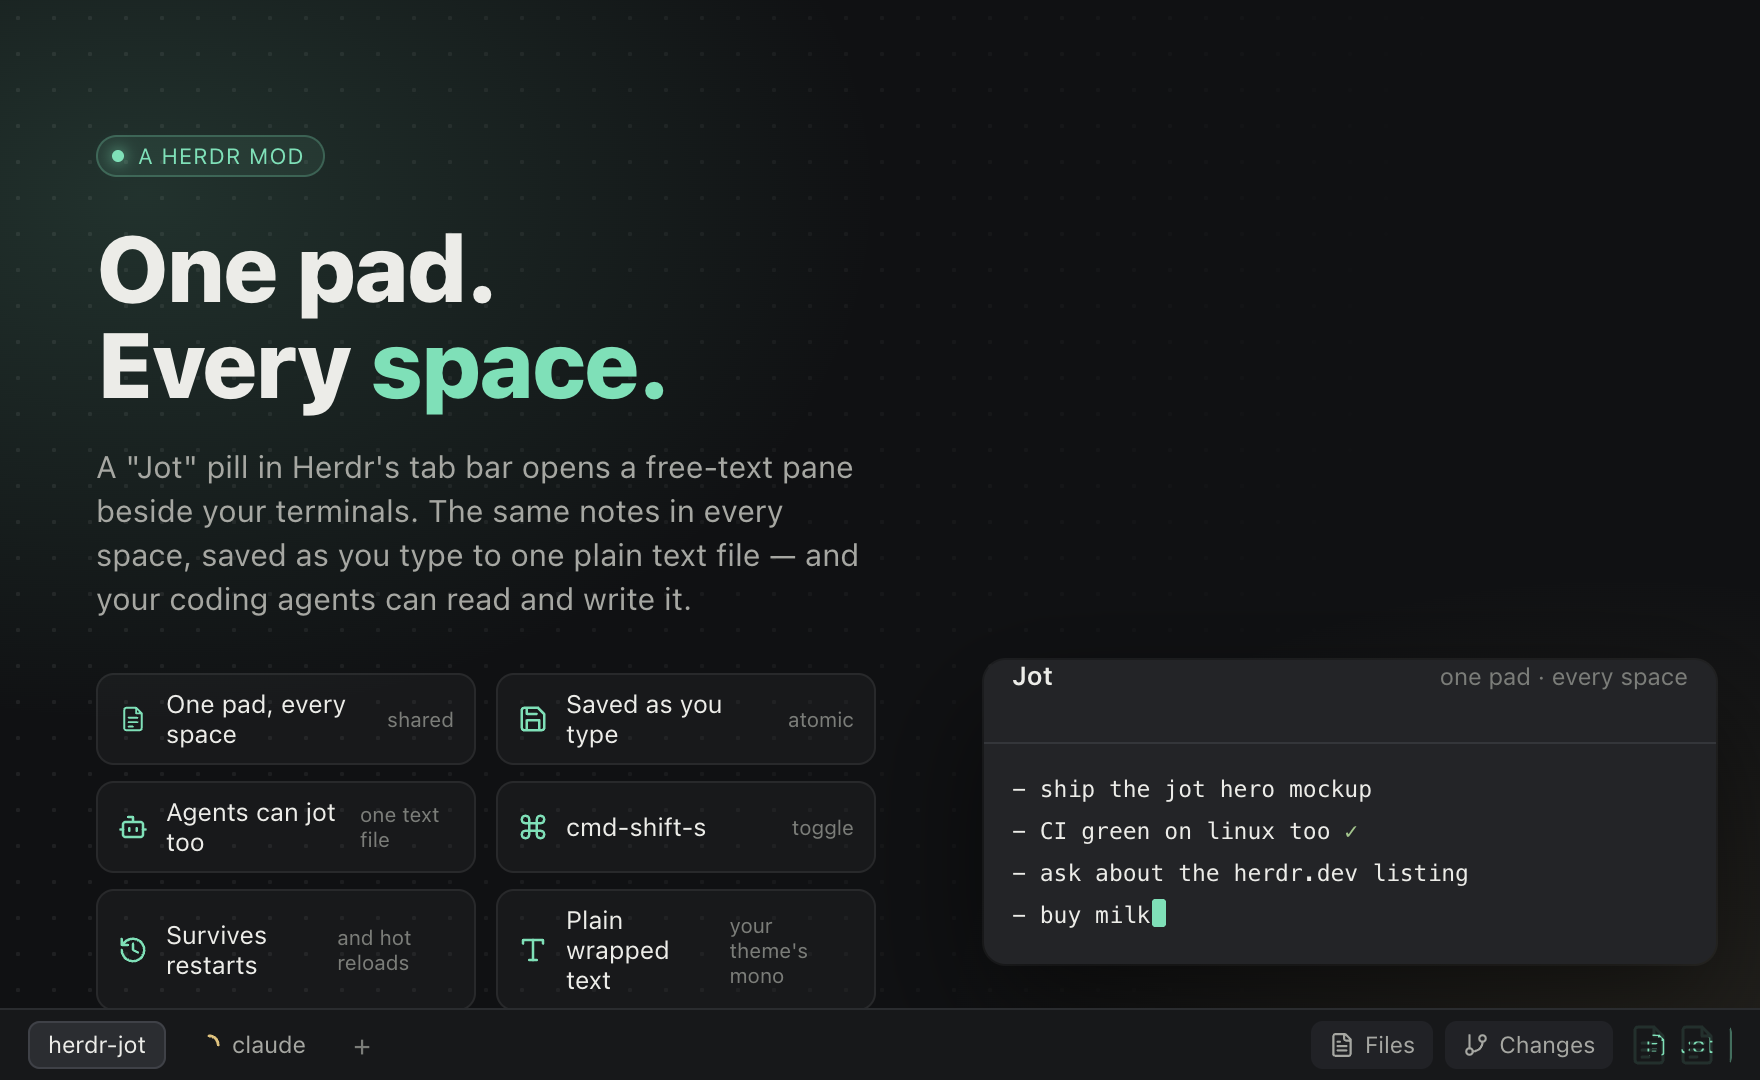 A HERDR MOD
One pad.
Every space.
A "Jot" pill in Herdr's tab bar opens a free-text pane
beside your terminals. The same notes in every
space, saved as you type to one plain text file — and
your coding agents can read and write it.
One pad, every
space
shared
Saved as you
type
atomic
Agents can jot
too
one text
file
cmd-shift-s
toggle
Survives
restarts
and hot
reloads
Plain
wrapped
text
your
theme's
mono
Jot
one pad · every space
– ship the jot hero mockup
– CI green on linux too ✓
– ask about the herdr.dev listing
– buy milk
herdr-jot
claude
+
Files
Changes